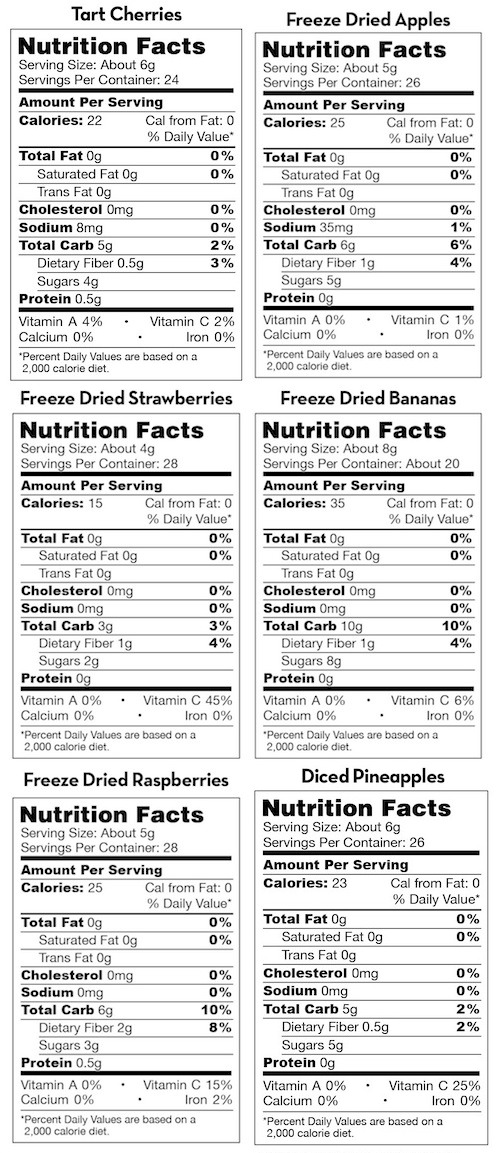 Tart Cherries
Nutrition Facts
Serving Size: About 6g
Servings Per Container: 24
Amount Per Serving
Calories: 22 Cal from Fat: 0
% Daily Value*
Total Fat 0g 0%
Saturated Fat 0g 0%
Trans Fat 0g
Cholesterol 0mg 0%
Sodium 8mg 0%
Total Carb 5g 2%
Dietary Fiber 0.5g 3%
Sugars 4g
Protein 0.5g
Vitamin A 4% • Vitamin C 2%
Calcium 0% • Iron 0%
*Percent Daily Values are based on a
2,000 calorie diet.
Freeze Dried Apples
Nutrition Facts
Serving Size: About 5g
Servings Per Container: 26
Amount Per Serving
Calories: 25 Cal from Fat: 0
% Daily Value*
Total Fat 0g 0%
Saturated Fat 0g 0%
Trans Fat 0g
Cholesterol 0mg 0%
Sodium 35mg 1%
Total Carb 6g 6%
Dietary Fiber 1g 4%
Sugars 5g
Protein 0g
Vitamin A 0% • Vitamin C 1%
Calcium 0% • Iron 0%
*Percent Daily Values are based on a
2,000 calorie diet.
Freeze Dried Strawberries
Nutrition Facts
Serving Size: About 4g
Servings Per Container: 28
Amount Per Serving
Calories: 15 Cal from Fat: 0
% Daily Value*
Total Fat 0g 0%
Saturated Fat 0g 0%
Trans Fat 0g
Cholesterol 0mg 0%
Sodium 0mg 0%
Total Carb 3g 3%
Dietary Fiber 1g 4%
Sugars 2g
Protein 0g
Vitamin A 0% • Vitamin C 45%
Calcium 0% • Iron 0%
*Percent Daily Values are based on a
2,000 calorie diet.
Freeze Dried Bananas
Nutrition Facts
Serving Size: About 8g
Servings Per Container: About 20
Amount Per Serving
Calories: 35 Cal from Fat: 0
% Daily Value*
Total Fat 0g 0%
Saturated Fat 0g 0%
Trans Fat 0g
Cholesterol 0mg 0%
Sodium 0mg 0%
Total Carb 10g 10%
Dietary Fiber 1g 4%
Sugars 8g
Protein 0g
Vitamin A 0% • Vitamin C 6%
Calcium 0% • Iron 0%
*Percent Daily Values are based on a
2,000 calorie diet.
Freeze Dried Raspberries
Nutrition Facts
Serving Size: About 5g
Servings Per Container: 28
Amount Per Serving
Calories: 25 Cal from Fat: 0
% Daily Value*
Total Fat 0g 0%
Saturated Fat 0g 0%
Trans Fat 0g
Cholesterol 0mg 0%
Sodium 0mg 0%
Total Carb 6g 10%
Dietary Fiber 2g 8%
Sugars 3g
Protein 0.5g
Vitamin A 0% • Vitamin C 15%
Calcium 0% • Iron 2%
*Percent Daily Values are based on a
2,000 calorie diet.
Diced Pineapples
Nutrition Facts
Serving Size: About 6g
Servings Per Container: 26
Amount Per Serving
Calories: 23 Cal from Fat: 0
% Daily Value*
Total Fat 0g 0%
Saturated Fat 0g 0%
Trans Fat 0g
Cholesterol 0mg 0%
Sodium 0mg 0%
Total Carb 5g 2%
Dietary Fiber 0.5g 2%
Sugars 5g
Protein 0g
Vitamin A 0% • Vitamin C 25%
Calcium 0% • Iron 0%
*Percent Daily Values are based on a
2,000 calorie diet.